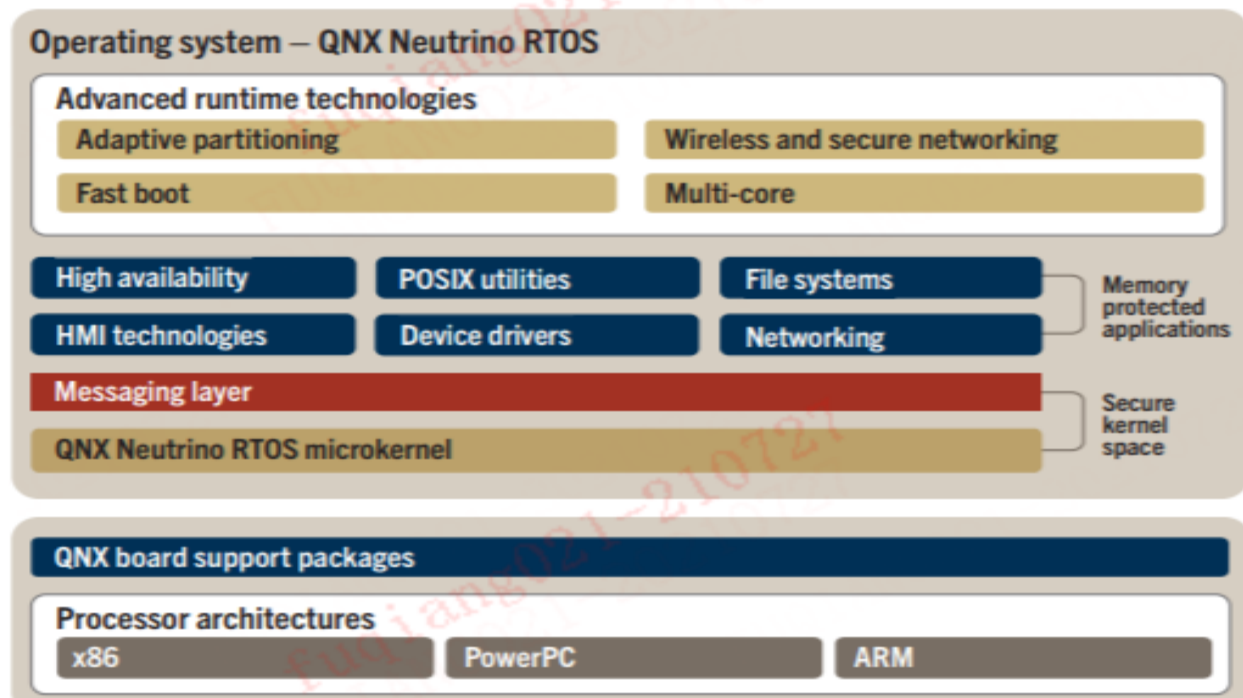 Operating system – QNX Neutrino RTOS
Advanced runtime technologies
Adaptive partitioning
Wireless and secure networking
Fast boot
Multi-core
High availability
POSIX utilities
File systems
HMI technologies
Device drivers
Networking
Memory
protected
applications
Messaging layer
QNX Neutrino RTOS microkernel
Secure
kernel
space
QNX board support packages
Processor architectures
x86
PowerPC
ARM
fuqiang021-210727